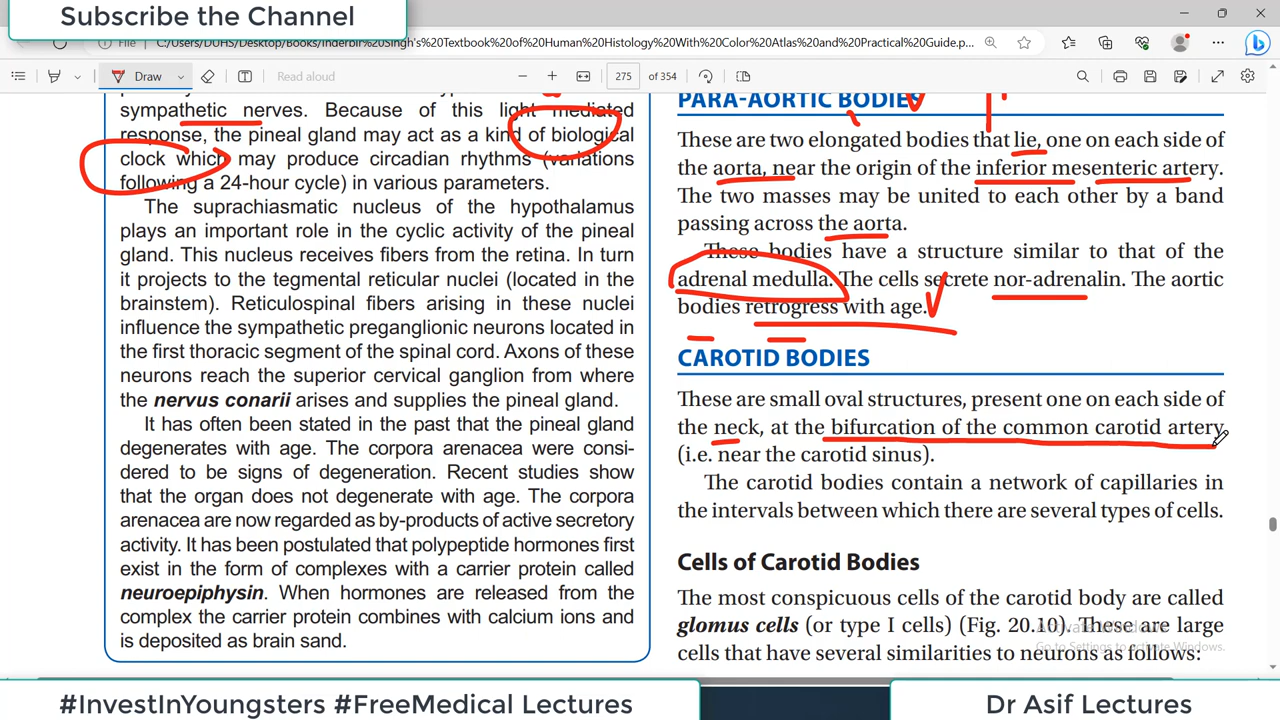 Subscribe the Channel
File
C:/Users/DUHS/Desktop/Books/Inderbir%20Singh's%20Textbook%20of%20Human%20Histology%20With%20Color%20Atlas%20and%20Practical%20Guide.p...
Draw
Read aloud
275 of 354
sympathetic nerves. Because of this light mediated
response, the pineal gland may act as a kind of biological
clock which may produce circadian rhythms (variations
following a 24-hour cycle) in various parameters.
The suprachiasmatic nucleus of the hypothalamus
plays an important role in the cyclic activity of the pineal
gland. This nucleus receives fibers from the retina. In turn
it projects to the tegmental reticular nuclei (located in the
brainstem). Reticulospinal fibers arising in these nuclei
influence the sympathetic preganglionic neurons located in
the first thoracic segment of the spinal cord. Axons of these
neurons reach the superior cervical ganglion from where
the nervus conarii arises and supplies the pineal gland.
It has often been stated in the past that the pineal gland
degenerates with age. The corpora arenacea were consi-
dered to be signs of degeneration. Recent studies show
that the organ does not degenerate with age. The corpora
arenacea are now regarded as by-products of active secretory
activity. It has been postulated that polypeptide hormones first
exist in the form of complexes with a carrier protein called
neuroepiphysin. When hormones are released from the
complex the carrier protein combines with calcium ions and
is deposited as brain sand.
PARA-AORTIC BODIES
These are two elongated bodies that lie, one on each side of
the aorta, near the origin of the inferior mesenteric artery.
The two masses may be united to each other by a band
passing across the aorta.
These bodies have a structure similar to that of the
adrenal medulla. The cells secrete nor-adrenalin. The aortic
bodies retrogress with age.
CAROTID BODIES
These are small oval structures, present one on each side of
the neck, at the bifurcation of the common carotid artery
(i.e. near the carotid sinus).
The carotid bodies contain a network of capillaries in
the intervals between which there are several types of cells.
Cells of Carotid Bodies
The most conspicuous cells of the carotid body are called
glomus cells (or type I cells) (Fig. 20.10). These are large
cells that have several similarities to neurons as follows:
Activate Windows
Go to Settings to activate Windows.
#InvestInYoungsters #FreeMedical Lectures
Dr Asif Lectures